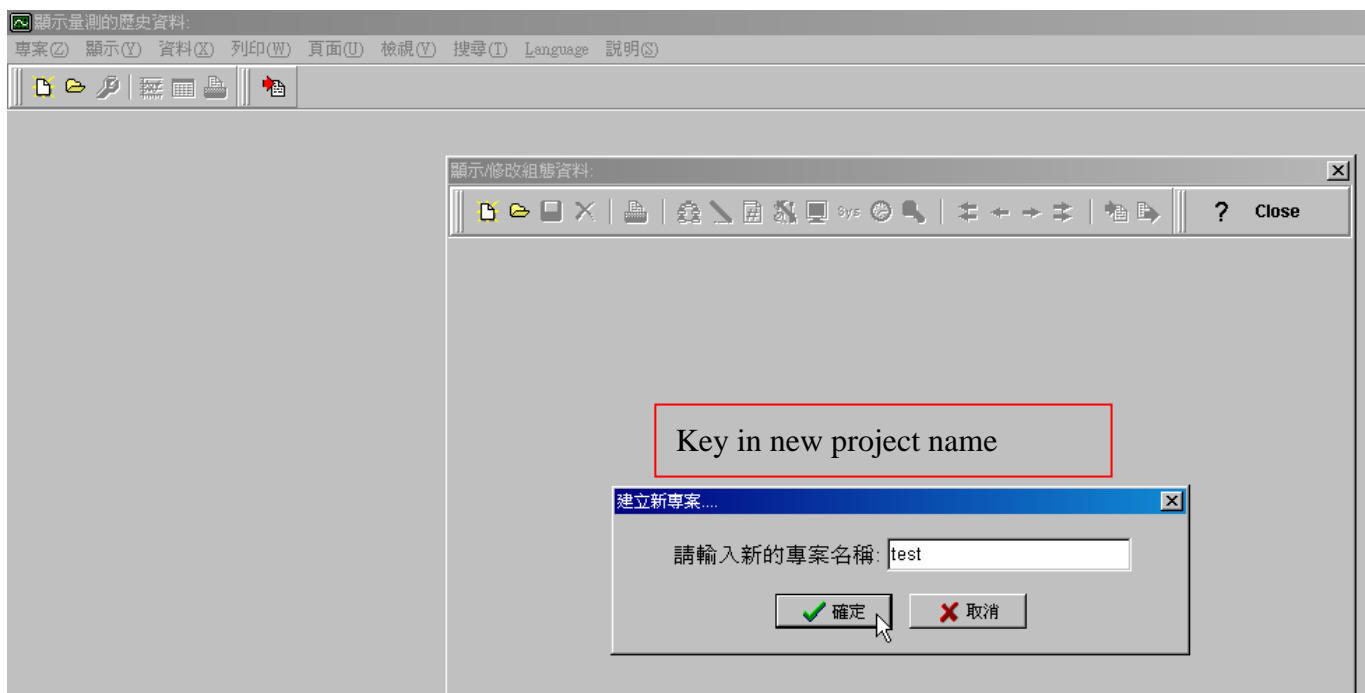 顯示量測的歷史資料:
專案(Z) 顯示(Y) 資料(X) 列印(W) 頁面(U) 檢視(V) 搜尋(T) Language 說明(S)
顯示/修改組態資料:
Sys ? Close
Key in new project name
建立新專案....
請輸入新的專案名稱: test
確定 取消